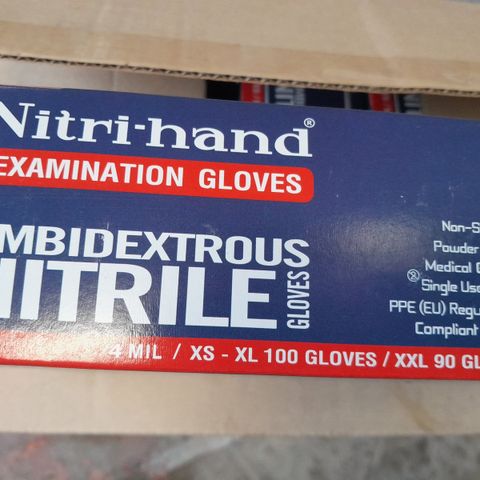 Nitri-hand®
EXAMINATION GLOVES
MBIDEXTROUS
NITRILE
GLOVES
Non-S
Powder
Medical G
Single Use
PPE (EU) Regu
Compliant
4 MIL / XS - XL 100 GLOVES / XXL 90 GL